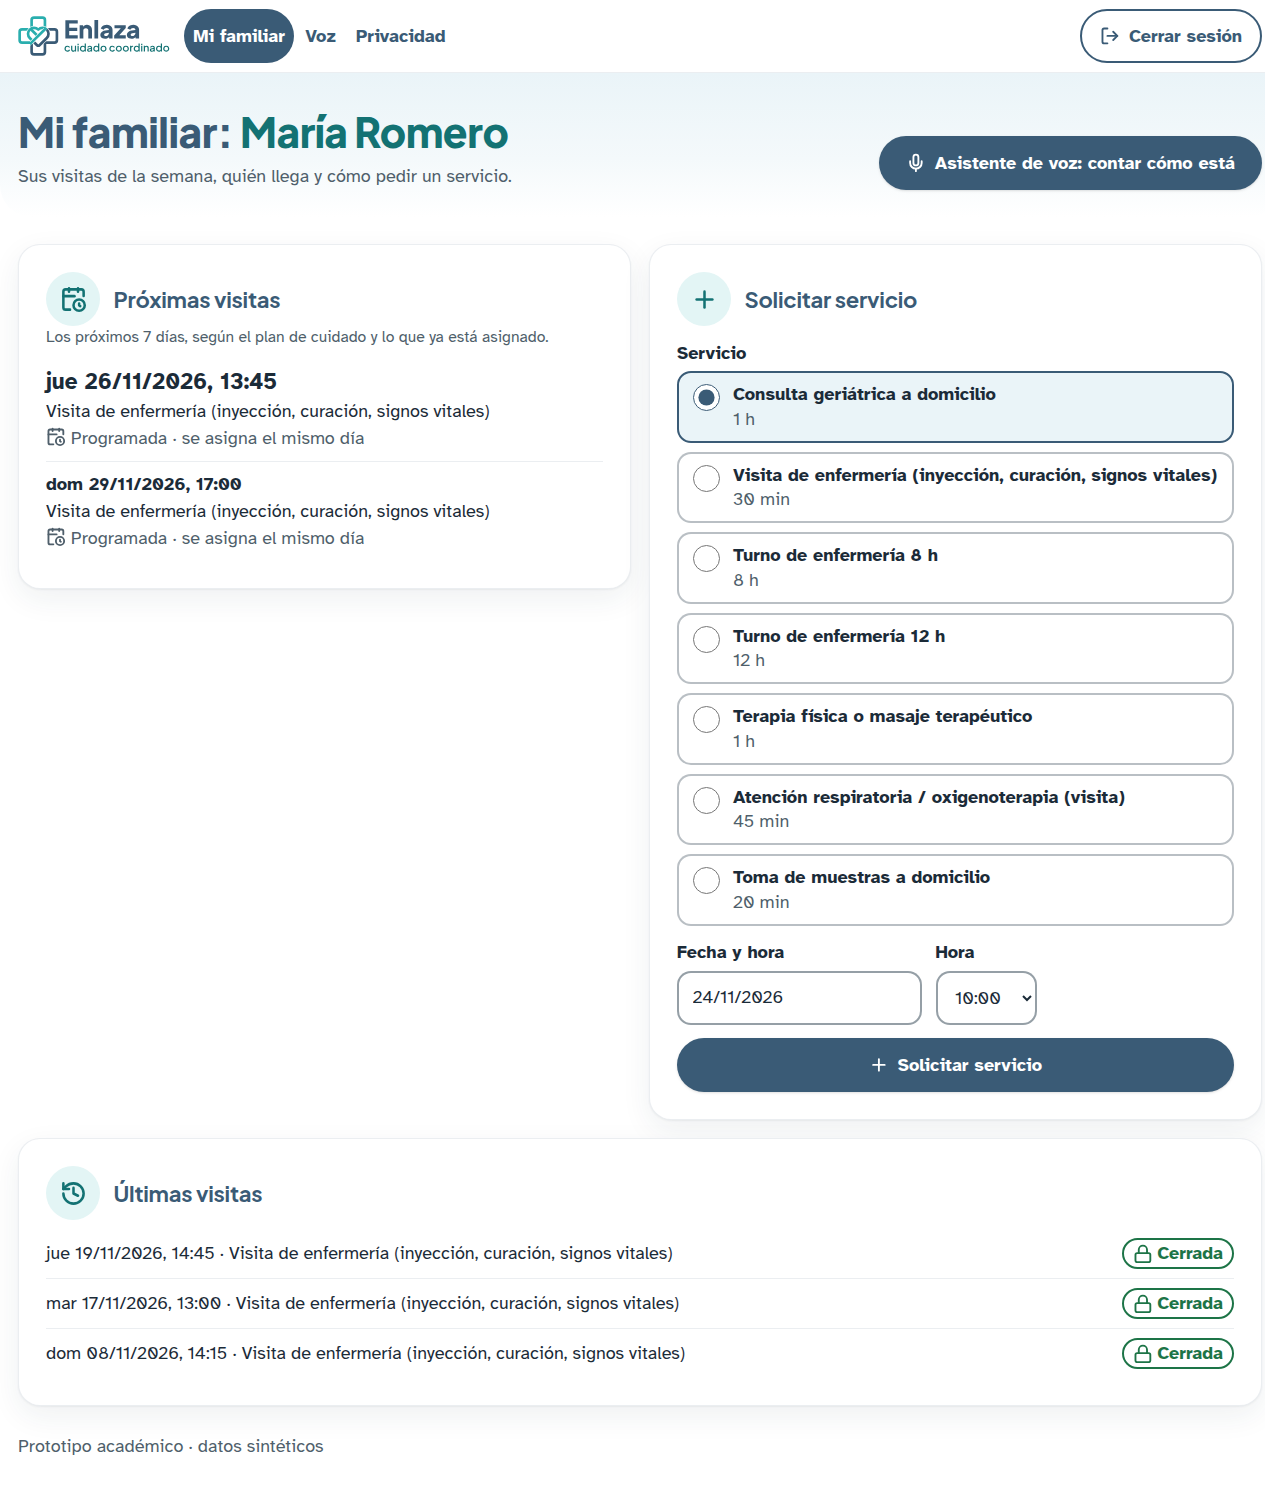 Enlaza
cuidado coordinado
Mi familiar
Voz
Privacidad
Cerrar sesión
Mi familiar: María Romero
Sus visitas de la semana, quién llega y cómo pedir un servicio.
Asistente de voz: contar cómo está
Próximas visitas
Los próximos 7 días, según el plan de cuidado y lo que ya está asignado.
jue 26/11/2026, 13:45
Visita de enfermería (inyección, curación, signos vitales)
Programada · se asigna el mismo día
dom 29/11/2026, 17:00
Visita de enfermería (inyección, curación, signos vitales)
Programada · se asigna el mismo día
Solicitar servicio
Servicio
Consulta geriátrica a domicilio
1 h
Visita de enfermería (inyección, curación, signos vitales)
30 min
Turno de enfermería 8 h
8 h
Turno de enfermería 12 h
12 h
Terapia física o masaje terapéutico
1 h
Atención respiratoria / oxigenoterapia (visita)
45 min
Toma de muestras a domicilio
20 min
Fecha y hora
Hora
24/11/2026
10:00
Solicitar servicio
Últimas visitas
jue 19/11/2026, 14:45 · Visita de enfermería (inyección, curación, signos vitales)
Cerrada
mar 17/11/2026, 13:00 · Visita de enfermería (inyección, curación, signos vitales)
Cerrada
dom 08/11/2026, 14:15 · Visita de enfermería (inyección, curación, signos vitales)
Cerrada
Prototipo académico · datos sintéticos